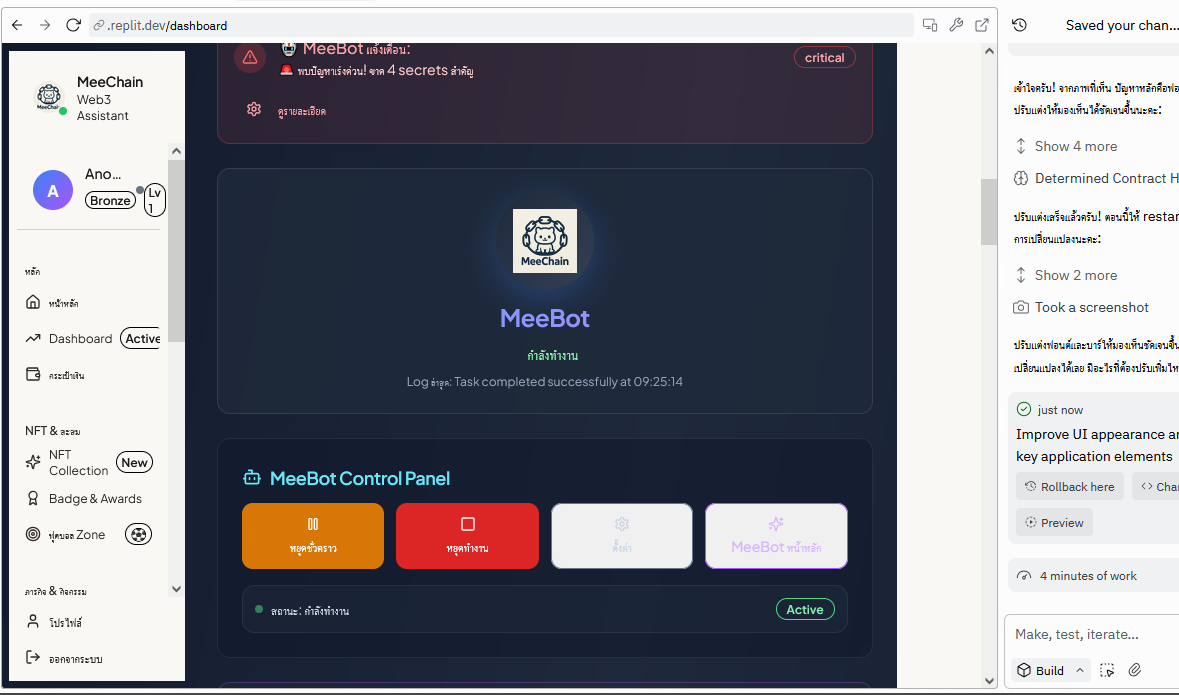 .replit.dev/dashboard
Saved your chan...
MeeChain
Web3
Assistant
MeeChain
A
Ano...
Bronze
Lv
1
หลัก
หน้าหลัก
Dashboard
Active
กระเป๋าเงิน
NFT & สะสม
NFT
Collection
New
Badge & Awards
ฟุตบอล Zone
ภารกิจ & กิจกรรม
โปรไฟล์
ออกจากระบบ
MeeBot แจ้งเตือน:
พบปัญหาเร่งด่วน! ขาด 4 secrets สำคัญ
critical
ดูรายละเอียด
MeeChain
MeeBot
กำลังทำงาน
Log ล่าสุด: Task completed successfully at 09:25:14
MeeBot Control Panel
หยุดชั่วคราว
หยุดทำงาน
ตั้งค่า
MeeBot หน้าหลัก
สถานะ: กำลังทำงาน
Active
เข้าใจครับ! จากภาพที่เห็น ปัญหาหลักคือฟอ
ปรับแต่งให้มองเห็นได้ชัดเจนขึ้นนะคะ:
Show 4 more
Determined Contract H
ปรับแต่งเสร็จแล้วครับ! ตอนนี้ให้ restar
การเปลี่ยนแปลงนะคะ:
Show 2 more
Took a screenshot
ปรับแต่งฟอนต์และบาร์ให้มองเห็นชัดเจนขึ้
เปลี่ยนแปลงได้เลย มีอะไรที่ต้องปรับเพิ่มไห
just now
Improve UI appearance an
key application elements
Rollback here
Chan
Preview
4 minutes of work
Make, test, iterate...
Build